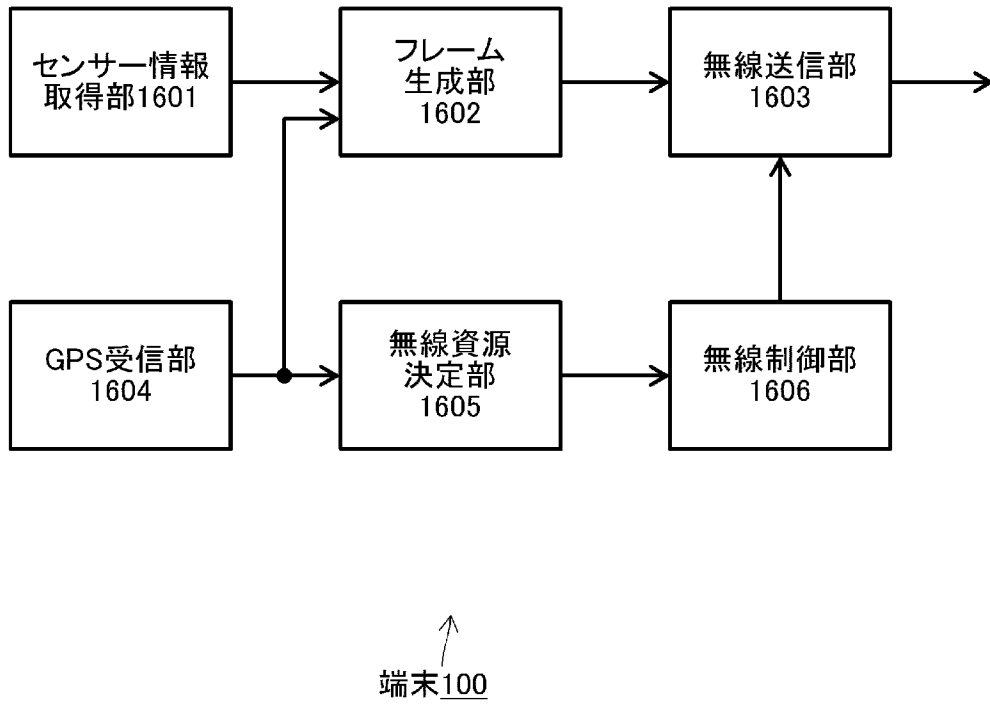 センサー情報
取得部1601
フレーム
生成部
1602
無線送信部
1603
GPS受信部
1604
無線資源
決定部
1605
無線制御部
1606
端末100